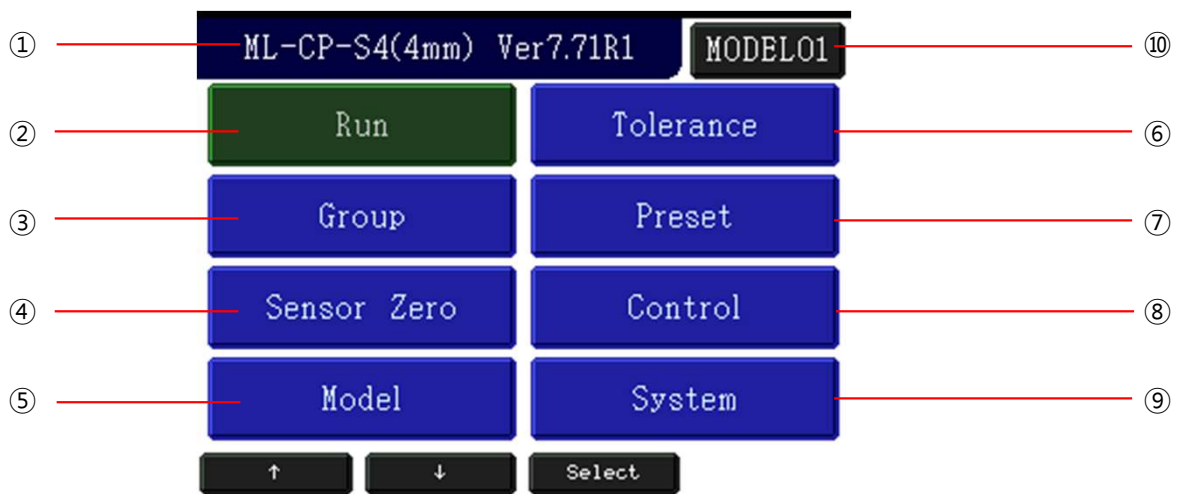 ① ML-CP-S4(4mm) Ver7.71R1 MODEL01 ⑩
② Run Tolerance ⑥
③ Group Preset ⑦
④ Sensor Zero Control ⑧
⑤ Model System ⑨
↑ ↓ Select